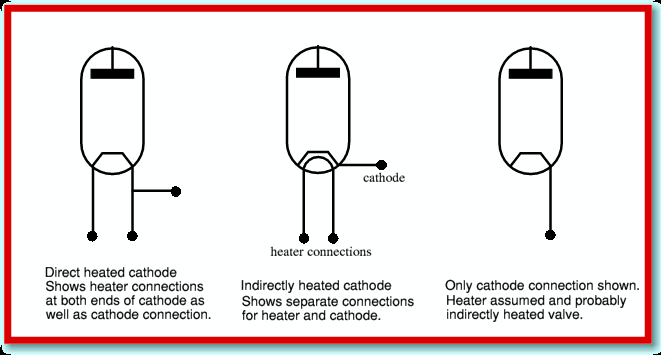 cathode
heater connections
Direct heated cathode
Shows heater connections
at both ends of cathode as
well as cathode connection.
Indirectly heated cathode
Shows separate connections
for heater and cathode.
Only cathode connection shown.
Heater assumed and probably
indirectly heated valve.